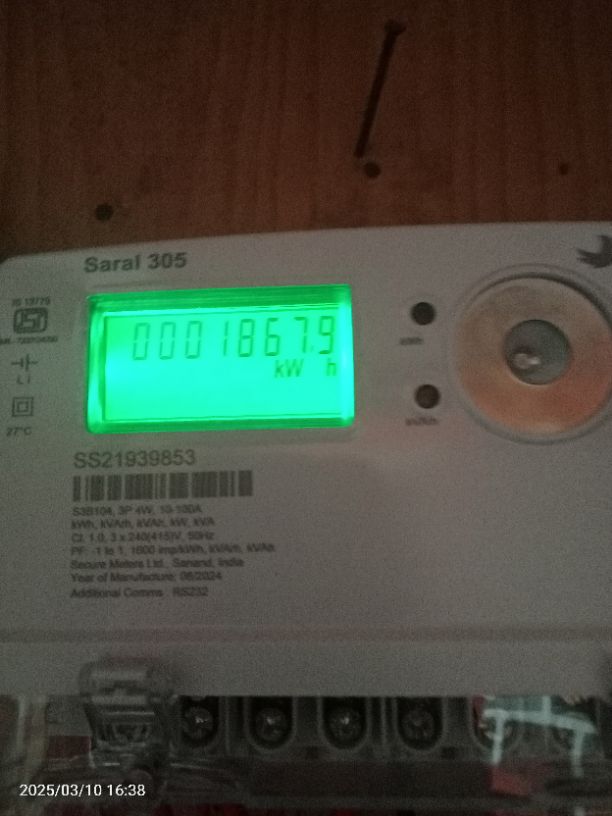 Saral 305
IS 13779
0001867.9
kW h
27°C
SS21939853
S3B104, 3P 4W, 10-100A
kWh, kVArh, kVAh, kW, kVA
Cl. 1.0, 3 x 240(415)V, 50Hz
PF: -1 to 1, 1600 imp/kWh, kVArh, kVAh
Secure Meters Ltd., Sanand, India
Year of Manufacture: 06/2024
Additional Comms : RS232
2025/03/10 16:38